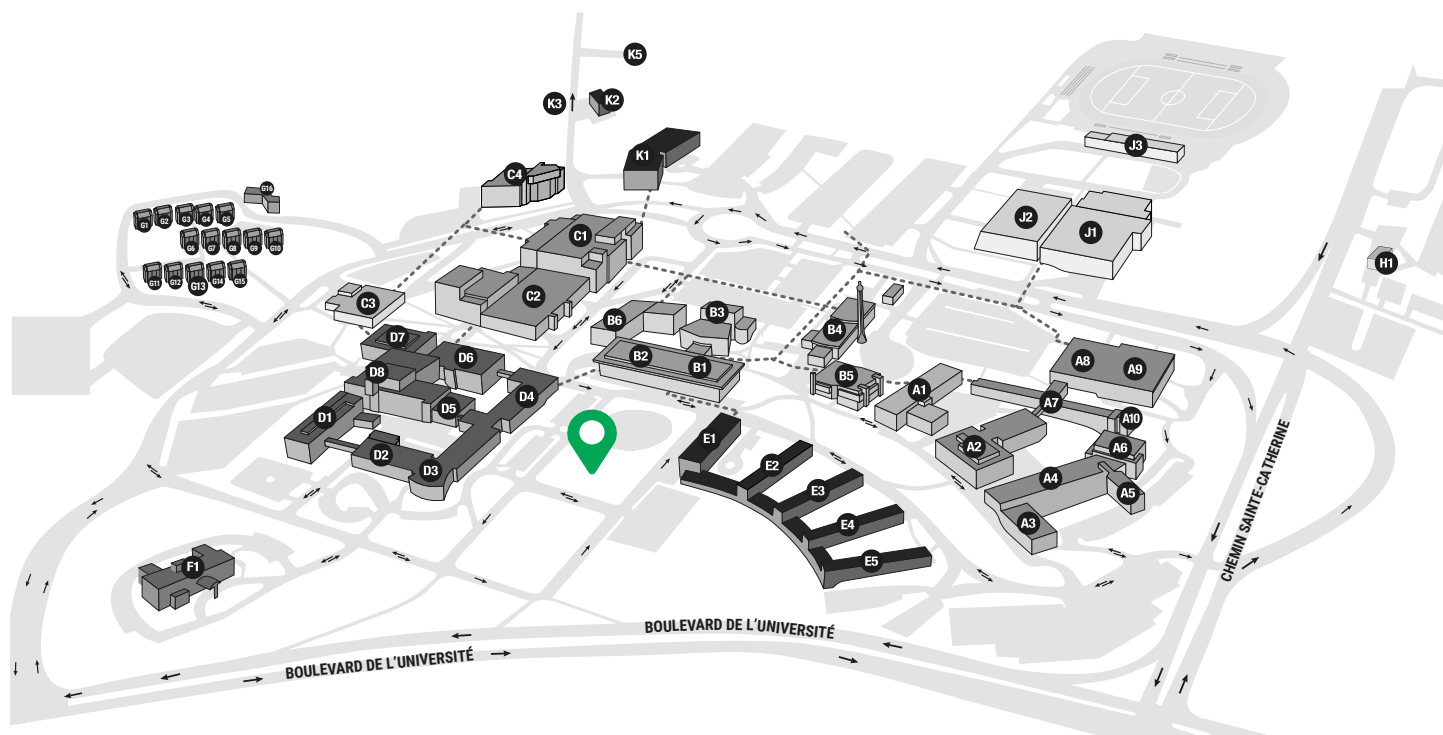 K5
K3
K2
K1
J3
C4
G16
G1
G2
G3
G4
G5
G6
G7
G8
G9
G10
G11
G12
G13
G14
G15
J2
J1
C1
H1
C2
C3
B6
B3
B4
D7
D6
D8
B2
B1
B5
A8
A9
A1
A7
A10
D4
D5
D1
D2
D3
E1
E2
E3
E4
E5
A2
A6
A4
A5
A3
F1
CHEMIN SAINTE-CATHERINE
BOULEVARD DE L'UNIVERSITÉ
BOULEVARD DE L'UNIVERSITÉ